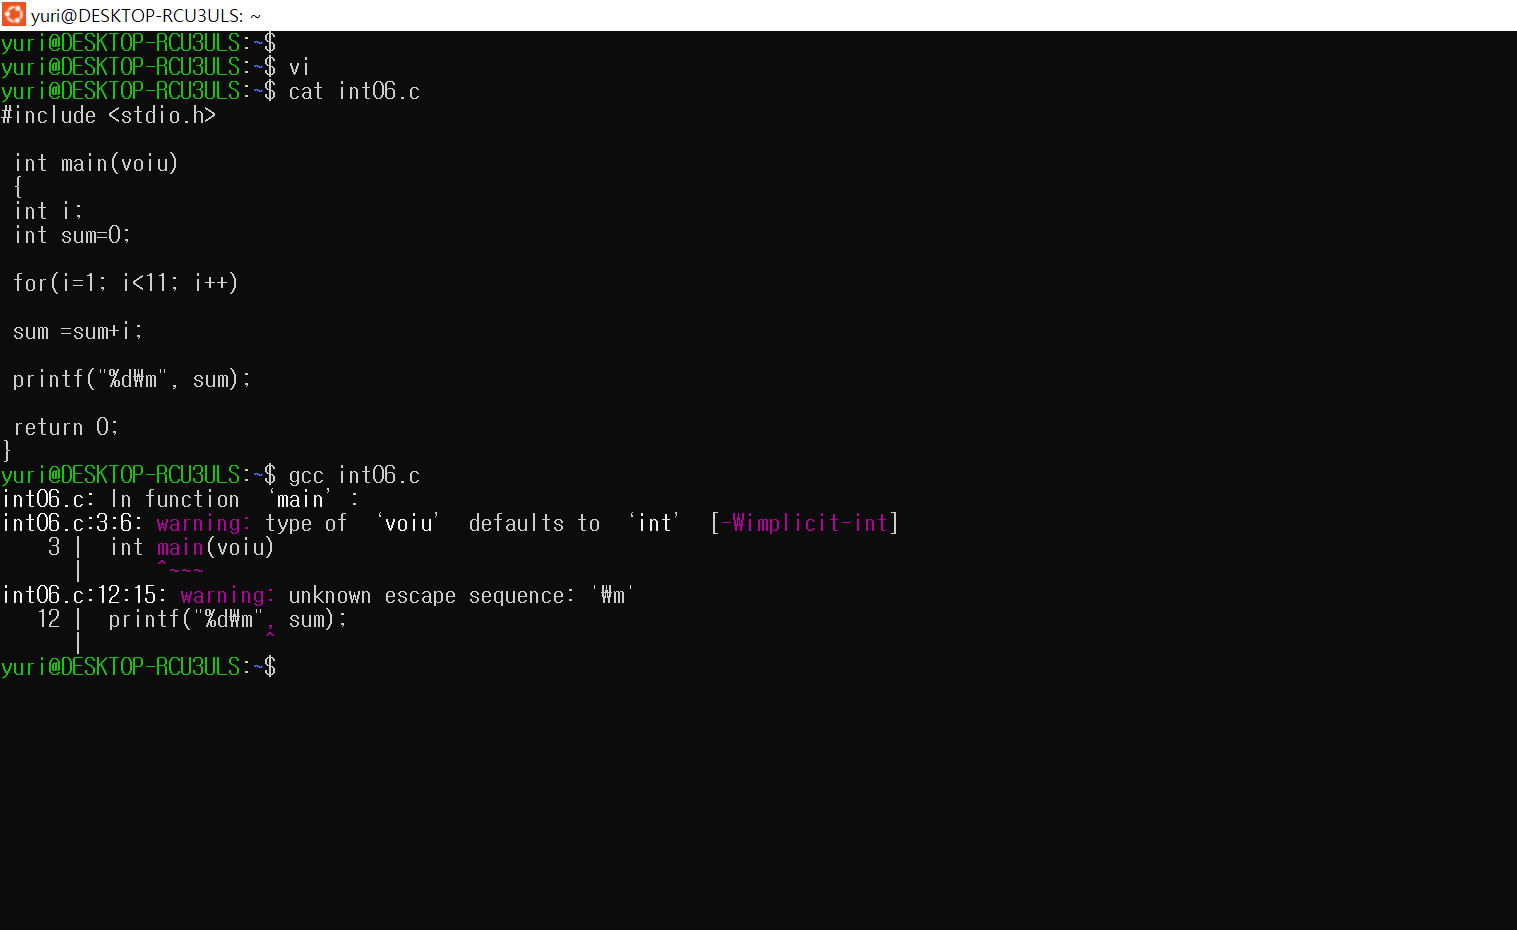 yuri@DESKTOP-RCU3ULS: ~
yuri@DESKTOP-RCU3ULS:~$
yuri@DESKTOP-RCU3ULS:~$ vi
yuri@DESKTOP-RCU3ULS:~$ cat int06.c
#include <stdio.h>
int main(voiu)
{
int i;
int sum=0;
for(i=1; i<11; i++)
sum =sum+i;
printf("%d₩m", sum);
return 0;
}
yuri@DESKTOP-RCU3ULS:~$ gcc int06.c
int06.c: In function ‘main’:
int06.c:3:6: warning: type of ‘voiu’ defaults to ‘int’ [-Wimplicit-int]
3 | int main(voiu)
| ^~~~
int06.c:12:15: warning: unknown escape sequence: '₩m'
12 | printf("%d₩m", sum);
| ^
yuri@DESKTOP-RCU3ULS:~$